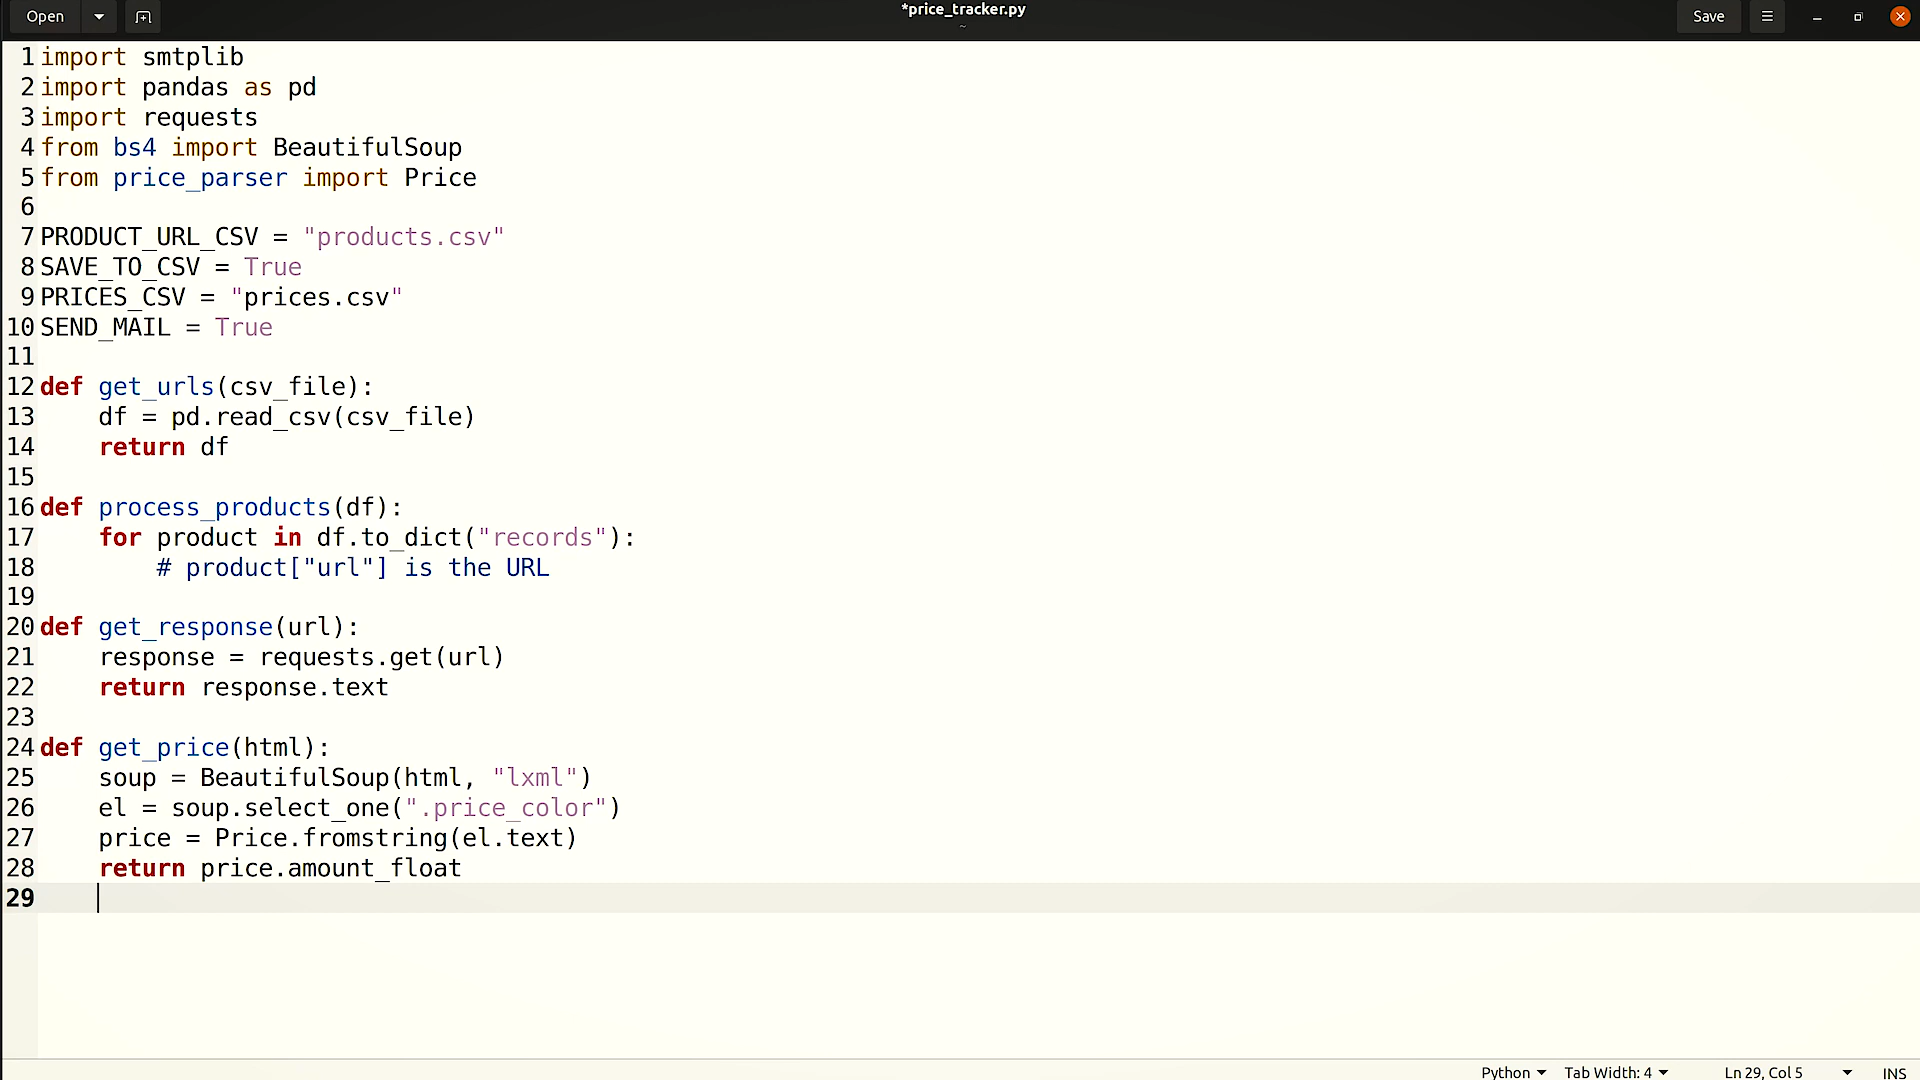 Open
*price_tracker.py
~
Save
1 import smtplib
2 import pandas as pd
3 import requests
4 from bs4 import BeautifulSoup
5 from price_parser import Price
6
7 PRODUCT_URL_CSV = "products.csv"
8 SAVE_TO_CSV = True
9 PRICES_CSV = "prices.csv"
10 SEND_MAIL = True
11
12 def get_urls(csv_file):
13     df = pd.read_csv(csv_file)
14     return df
15
16 def process_products(df):
17     for product in df.to_dict("records"):
18         # product["url"] is the URL
19
20 def get_response(url):
21     response = requests.get(url)
22     return response.text
23
24 def get_price(html):
25     soup = BeautifulSoup(html, "lxml")
26     el = soup.select_one(".price_color")
27     price = Price.fromstring(el.text)
28     return price.amount_float
29
Python Tab Width: 4 Ln 29, Col 5 INS